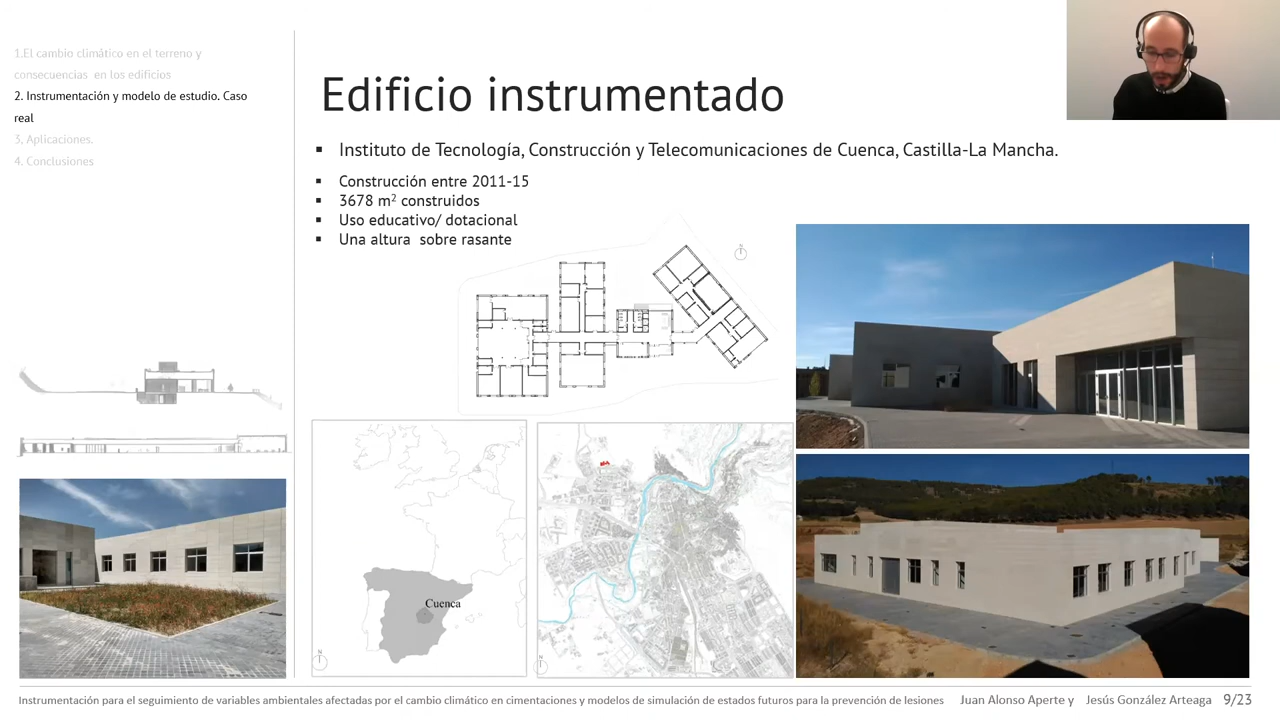 1.El cambio climático en el terreno y
consecuencias en los edificios
2. Instrumentación y modelo de estudio. Caso
real
3. Aplicaciones.
4. Conclusiones
Edificio instrumentado
▪ Instituto de Tecnología, Construcción y Telecomunicaciones de Cuenca, Castilla-La Mancha.
▪ Construcción entre 2011-15
▪ 3678 m² construidos
▪ Uso educativo/ dotacional
▪ Una altura sobre rasante
N
Cuenca
N
N
Instrumentación para el seguimiento de variables ambientales afectadas por el cambio climático en cimentaciones y modelos de simulación de estados futuros para la prevención de lesiones Juan Alonso Aperte y Jesús González Arteaga 9/23